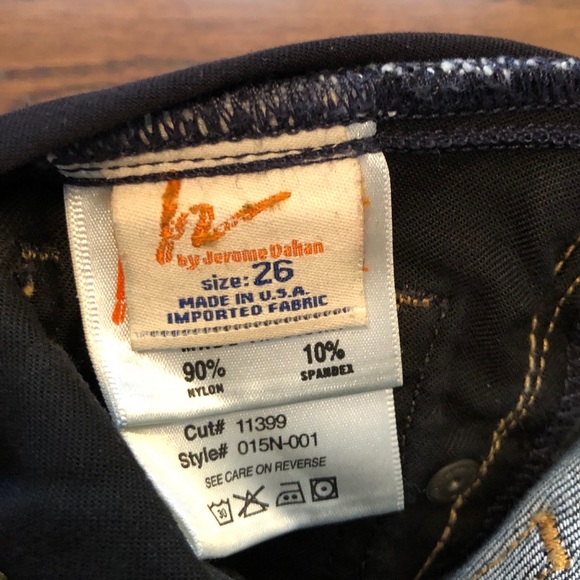 by Jerome Dahan
size: 26
MADE IN U.S.A.
IMPORTED FABRIC
90% 10%
NYLON SPANDEX
Cut# 11399
Style# 015N-001
SEE CARE ON REVERSE
30